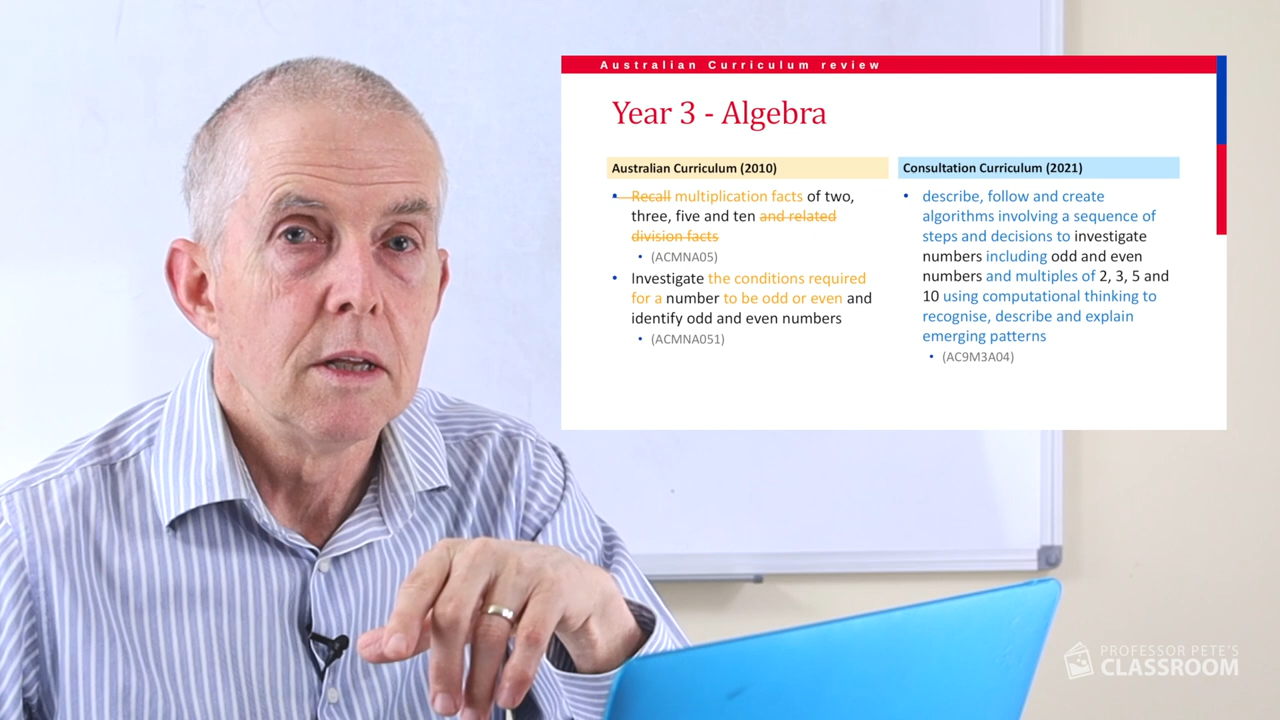 Australian Curriculum review
Year 3 - Algebra
Australian Curriculum (2010)
• Recall multiplication facts of two,
three, five and ten and related
division facts
• (ACMNA05)
• Investigate the conditions required
for a number to be odd or even and
identify odd and even numbers
• (ACMNA051)
Consultation Curriculum (2021)
• describe, follow and create
algorithms involving a sequence of
steps and decisions to investigate
numbers including odd and even
numbers and multiples of 2, 3, 5 and
10 using computational thinking to
recognise, describe and explain
emerging patterns
• (AC9M3A04)
PROFESSOR PETE'S
CLASSROOM